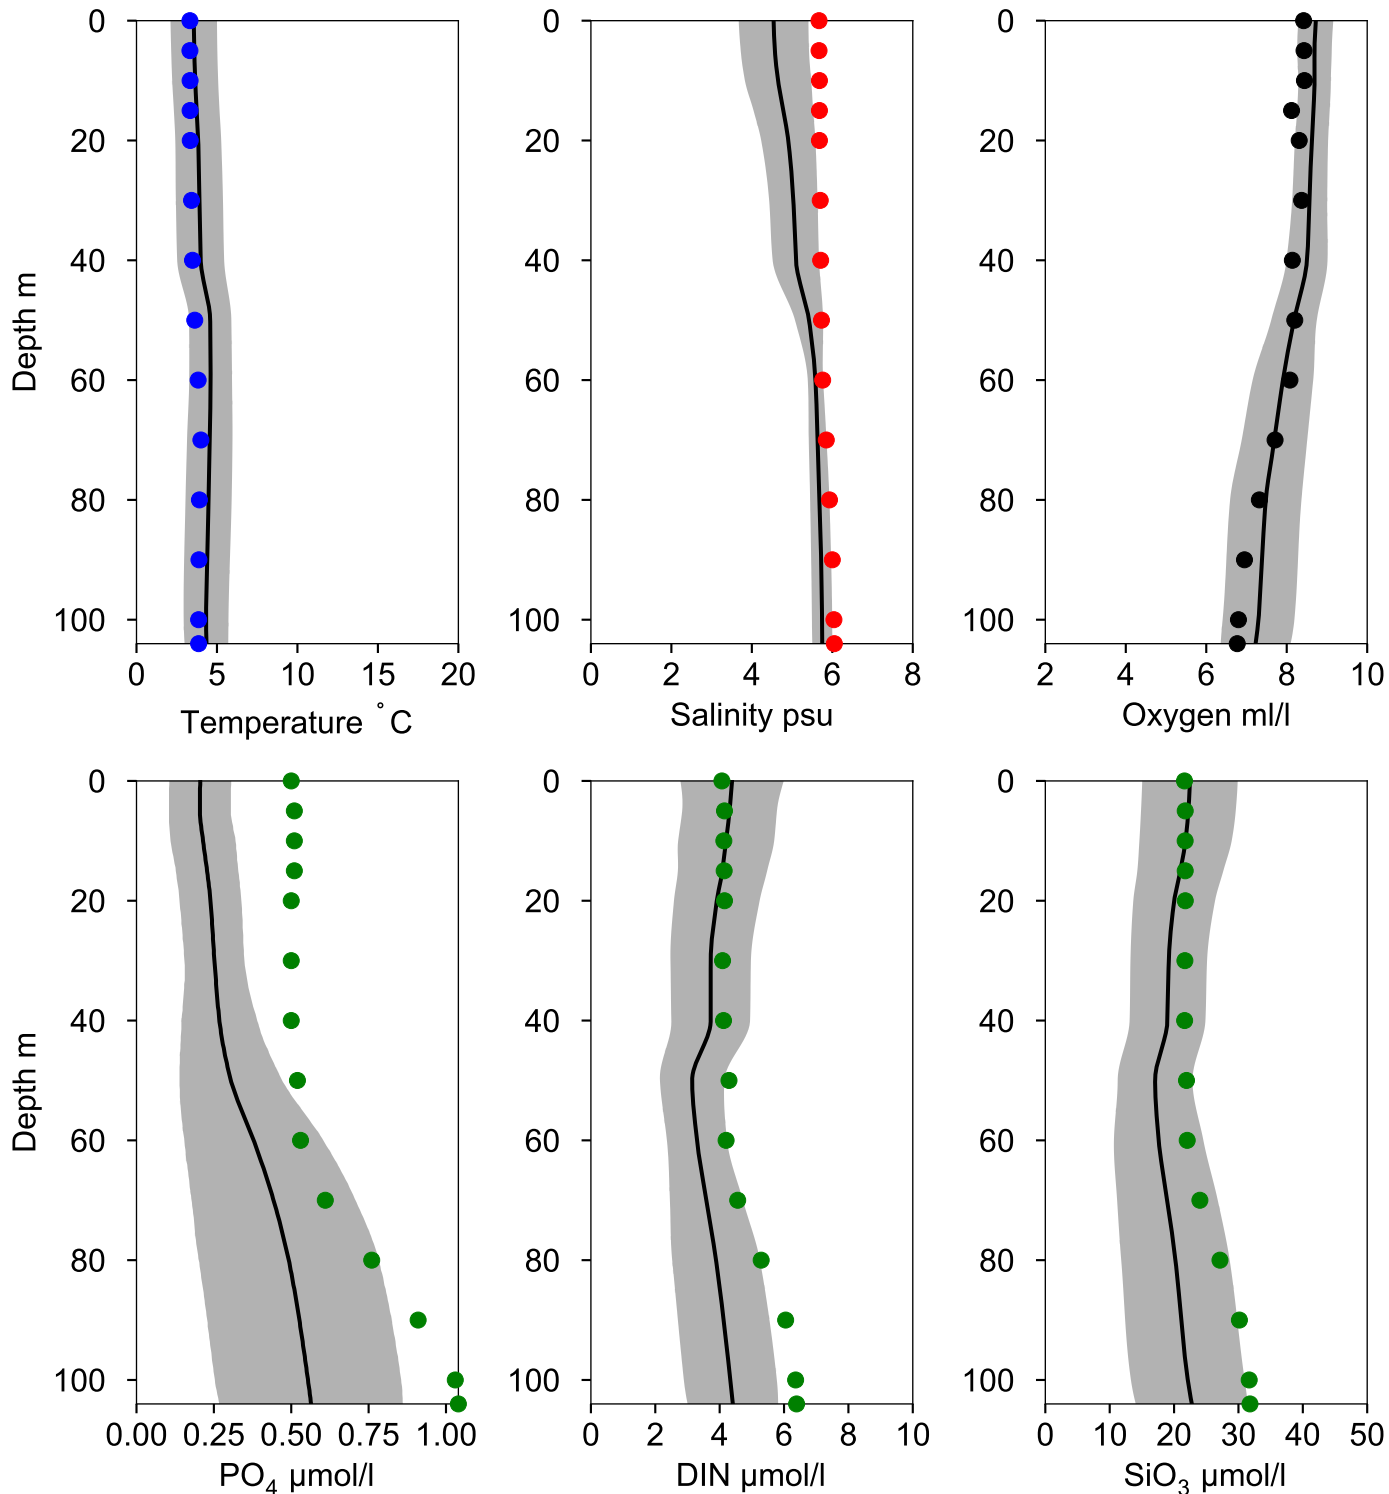 0 0 0
20 20 20
40 40 40
Depth m
60 60 60
80 80 80
100 100 100
0 5 10 15 20 0 2 4 6 8 2 4 6 8 10
Temperature °C Salinity psu Oxygen ml/l
0 0 0
20 20 20
40 40 40
Depth m
60 60 60
80 80 80
100 100 100
0.00 0.25 0.50 0.75 1.00 0 2 4 6 8 10 0 10 20 30 40 50
PO₄ µmol/l DIN µmol/l SiO₃ µmol/l